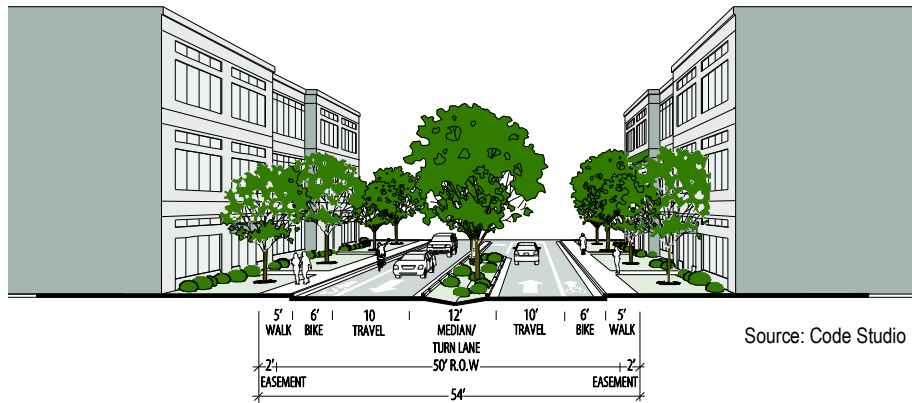 5' 6' 10 12' 10' 6' 5'
WALK BIKE TRAVEL MEDIAN/ TRAVEL BIKE WALK
TURN LANE
Source: Code Studio
2' 50' R.O.W 2'
EASEMENT EASEMENT
54'